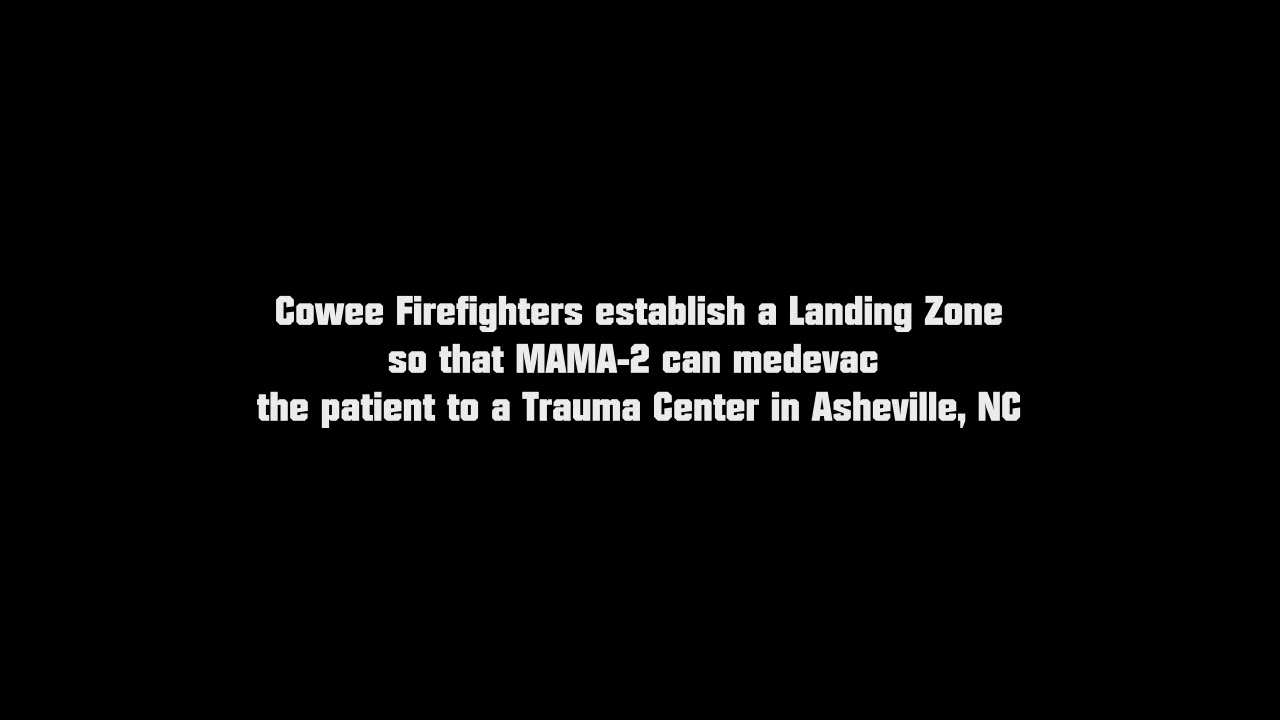 Cowee Firefighters establish a Landing Zone
so that MAMA-2 can medevac
the patient to a Trauma Center in Asheville, NC